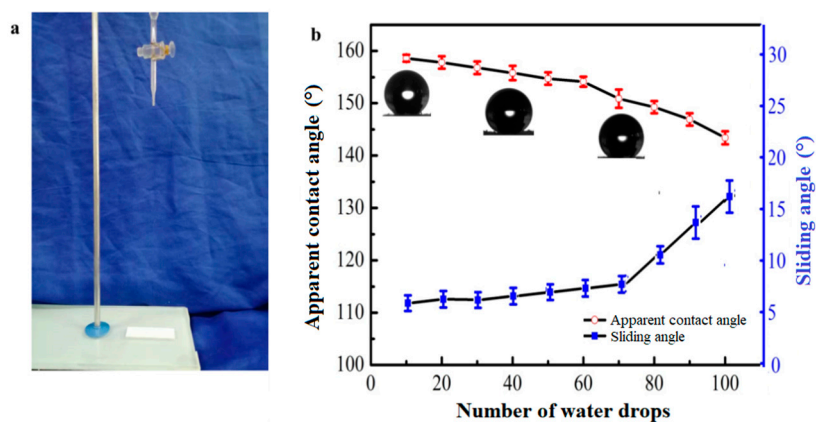 a
b
Apparent contact angle (°)
160
150
140
130
115
110
100
0
20
40
60
80
100
Number of water drops
30
25
20
15
10
5
0
Sliding angle (°)
Apparent contact angle
Sliding angle